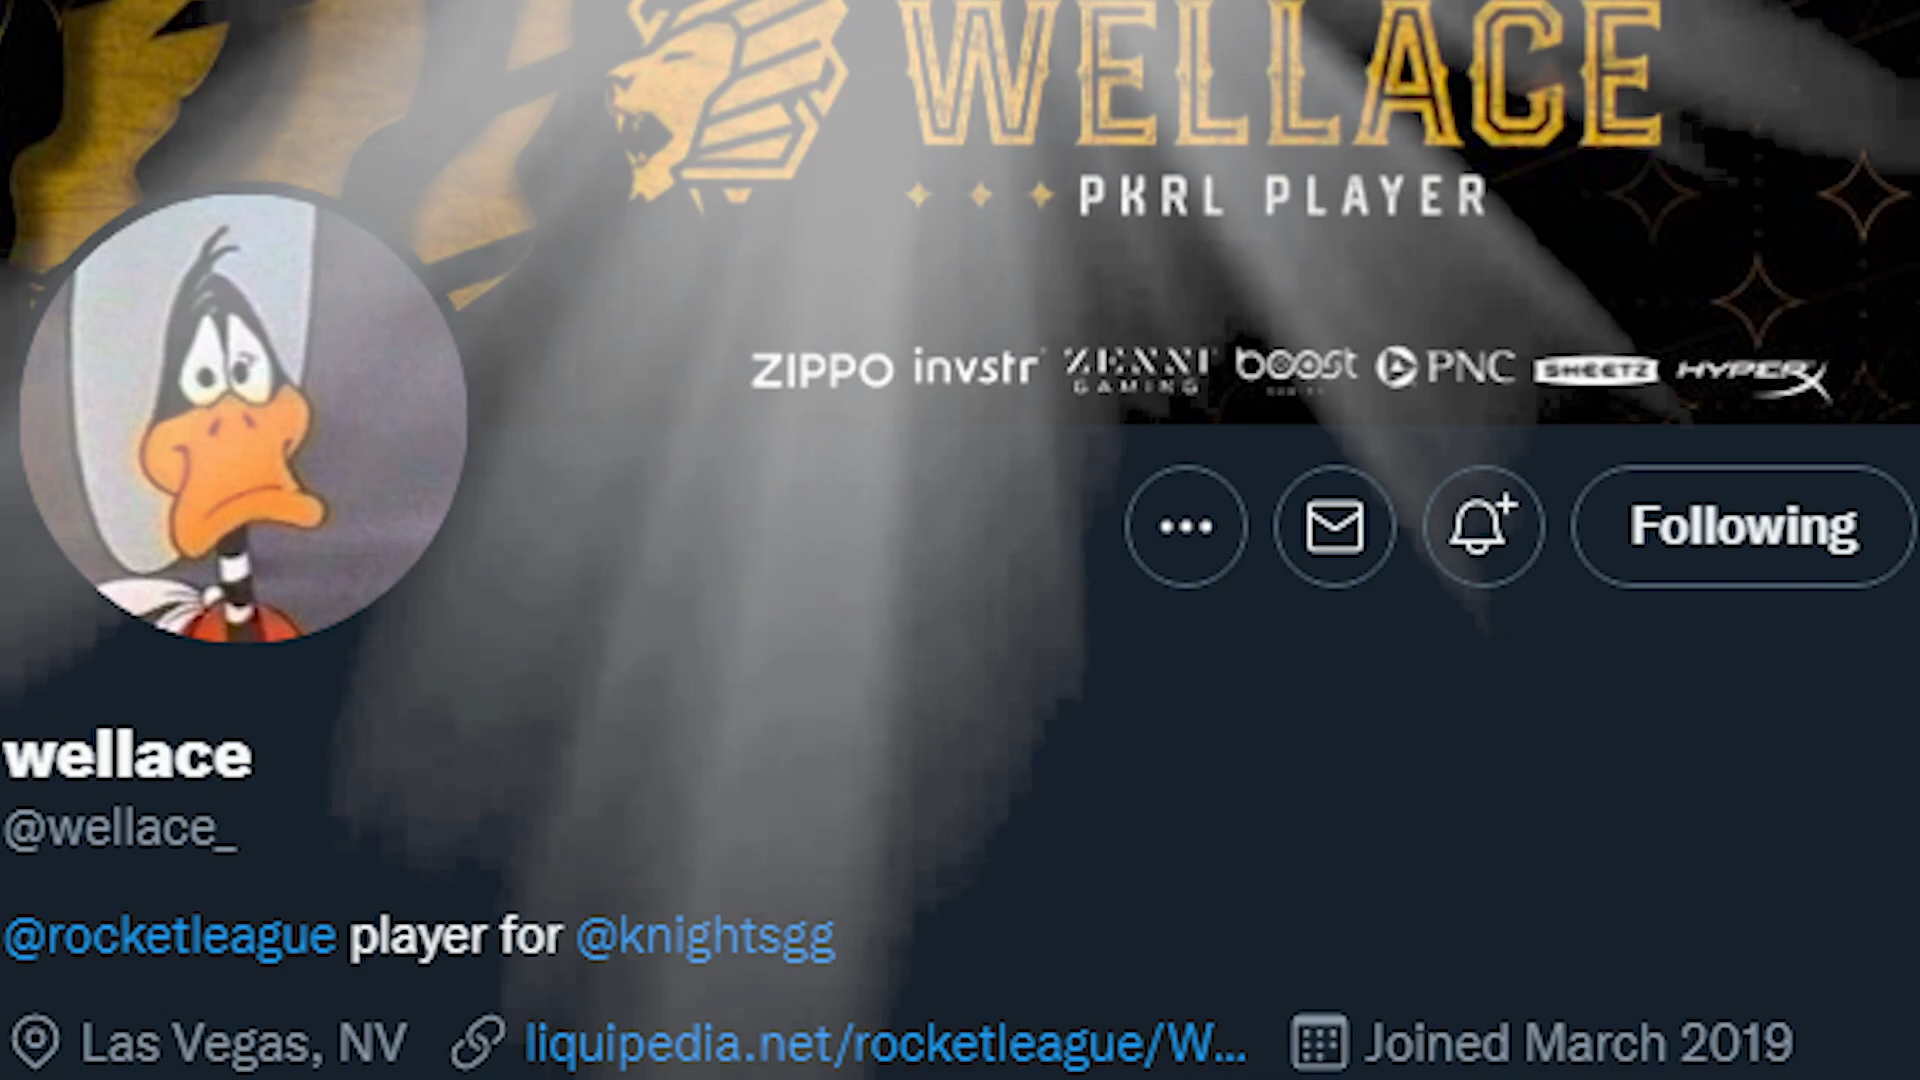 WELLACE
PKRL PLAYER
ZIPPO invstr ZENNI GAMING boost PNC SHEETZ HYPERX
Following
wellace
@wellace_
@rocketleague player for @knightsgg
Las Vegas, NV liquipedia.net/rocketleague/W... Joined March 2019